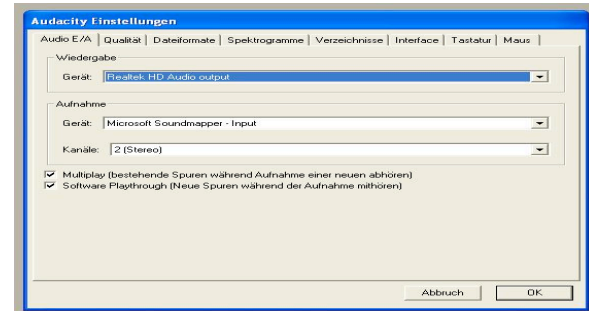 Audacity Einstellungen
Audio E/A Qualität Dateiformate Spektrogramme Verzeichnisse Interface Tastatur Maus
Wiedergabe
Gerät: Realtek HD Audio output
Aufnahme
Gerät: Microsoft Soundmapper - Input
Kanäle: 2 (Stereo)
Multiplay (bestehende Spuren während Aufnahme einer neuen abhören)
Software Playthrough (Neue Spuren während der Aufnahme mithören)
Abbruch OK